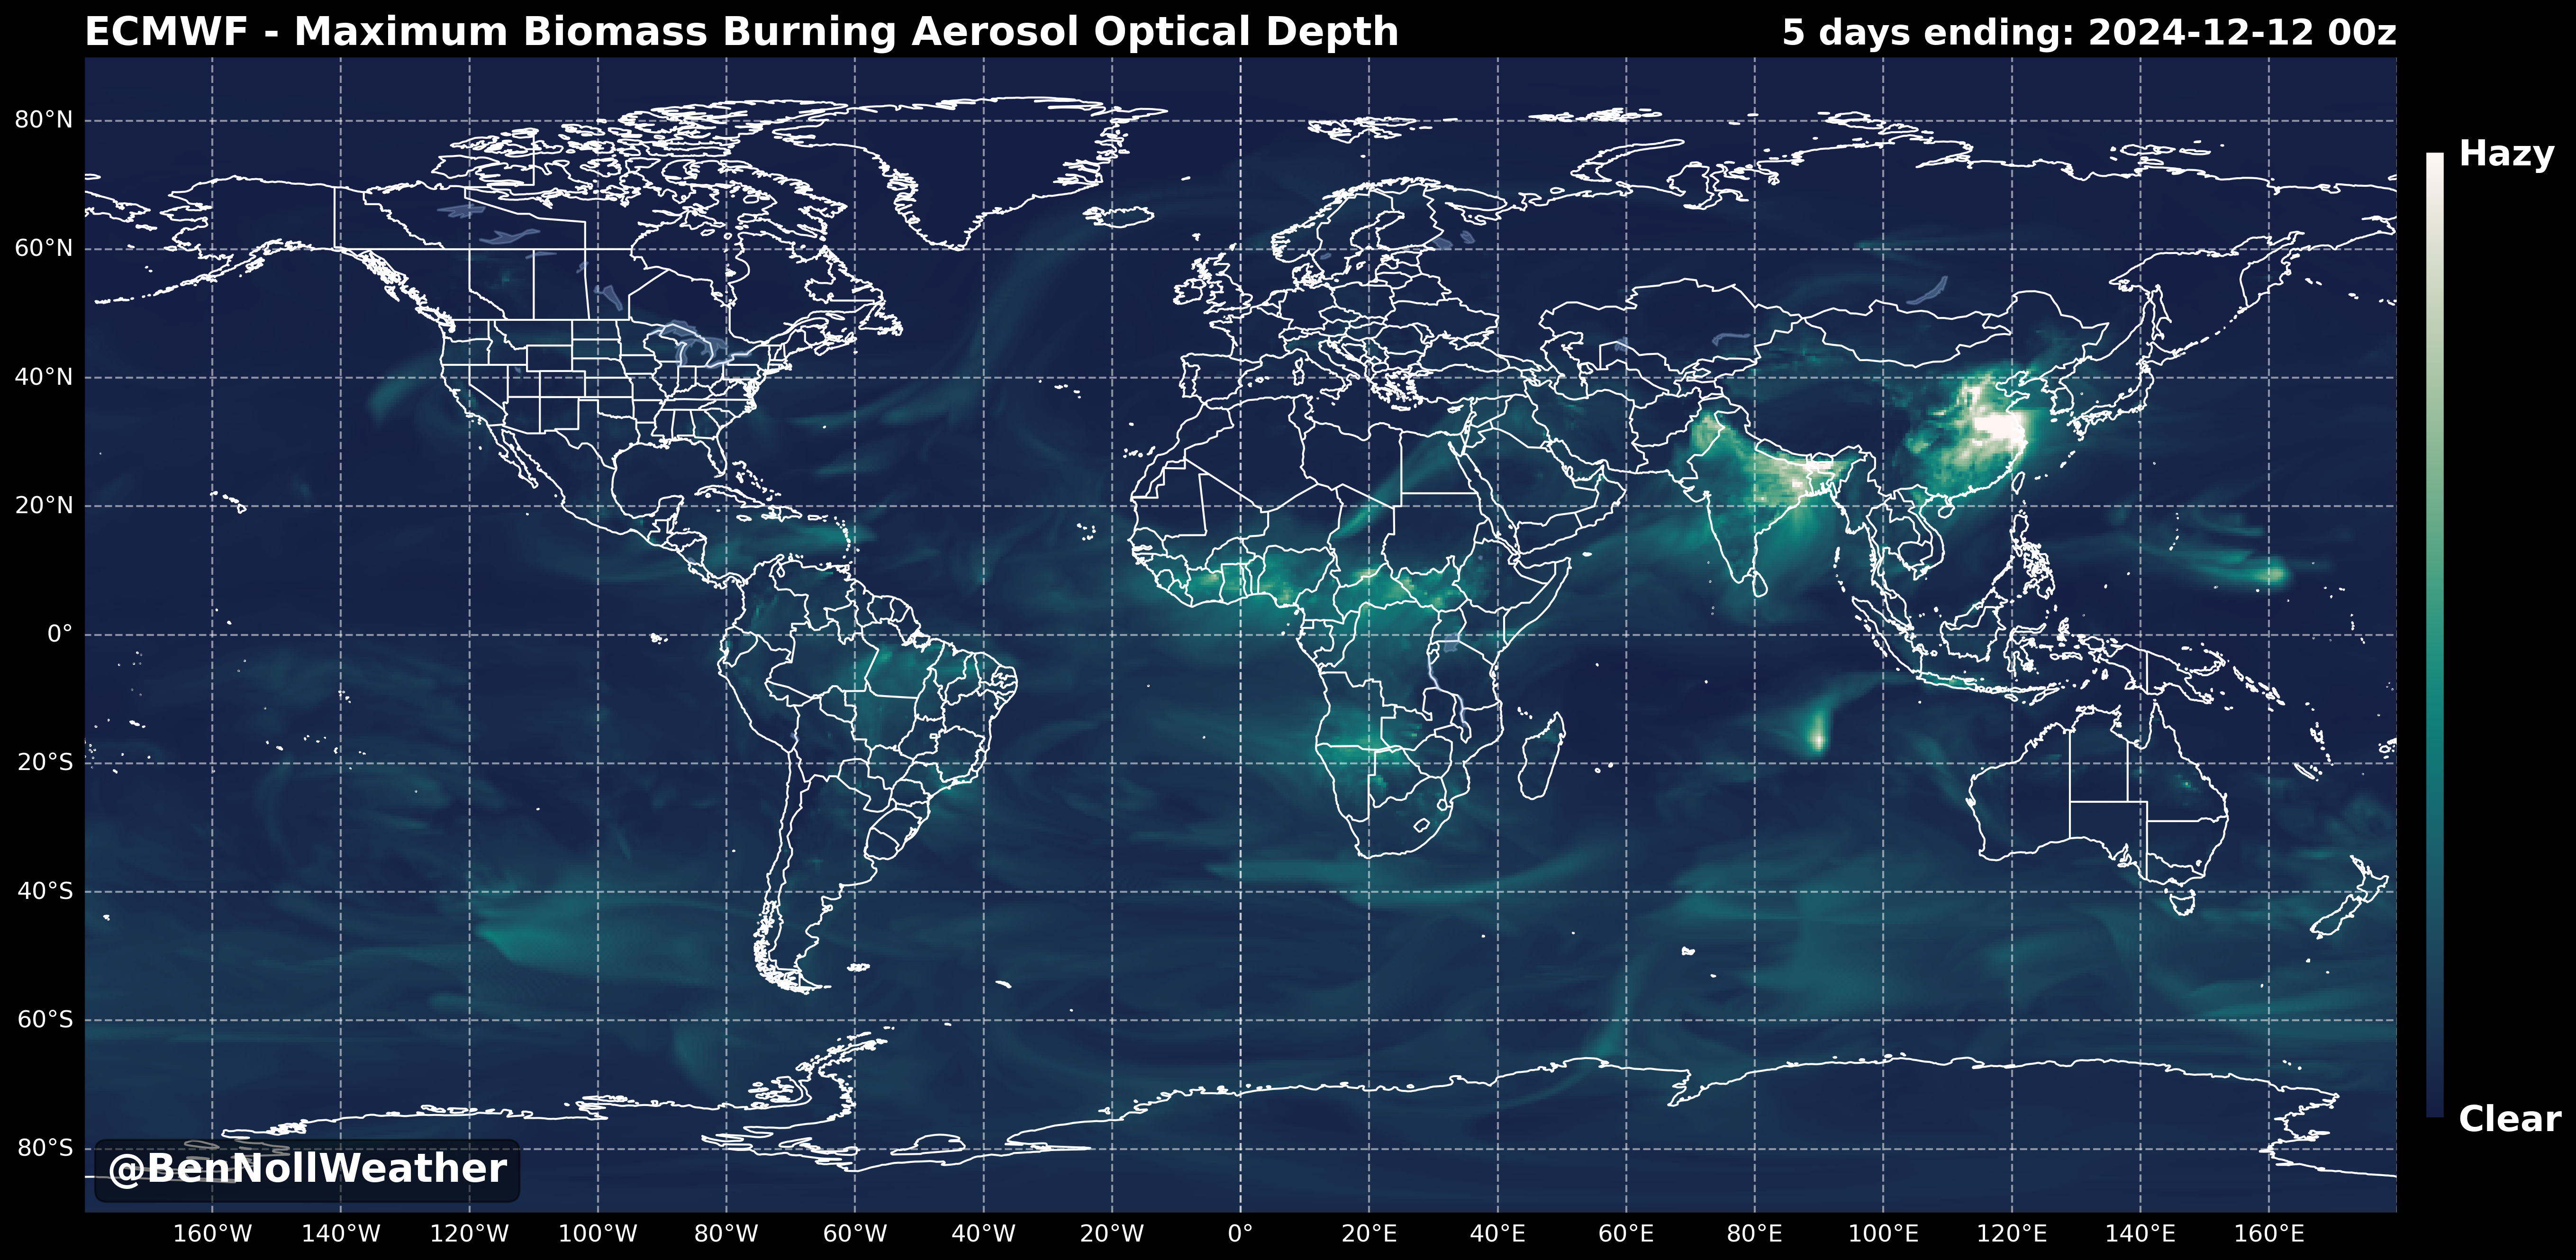 ECMWF - Maximum Biomass Burning Aerosol Optical Depth
5 days ending: 2024-12-12 00z
80°N
60°N
40°N
20°N
0°
20°S
40°S
60°S
80°S
Hazy
Clear
@BenNollWeather
160°W 140°W 120°W 100°W 80°W 60°W 40°W 20°W 0° 20°E 40°E 60°E 80°E 100°E 120°E 140°E 160°E